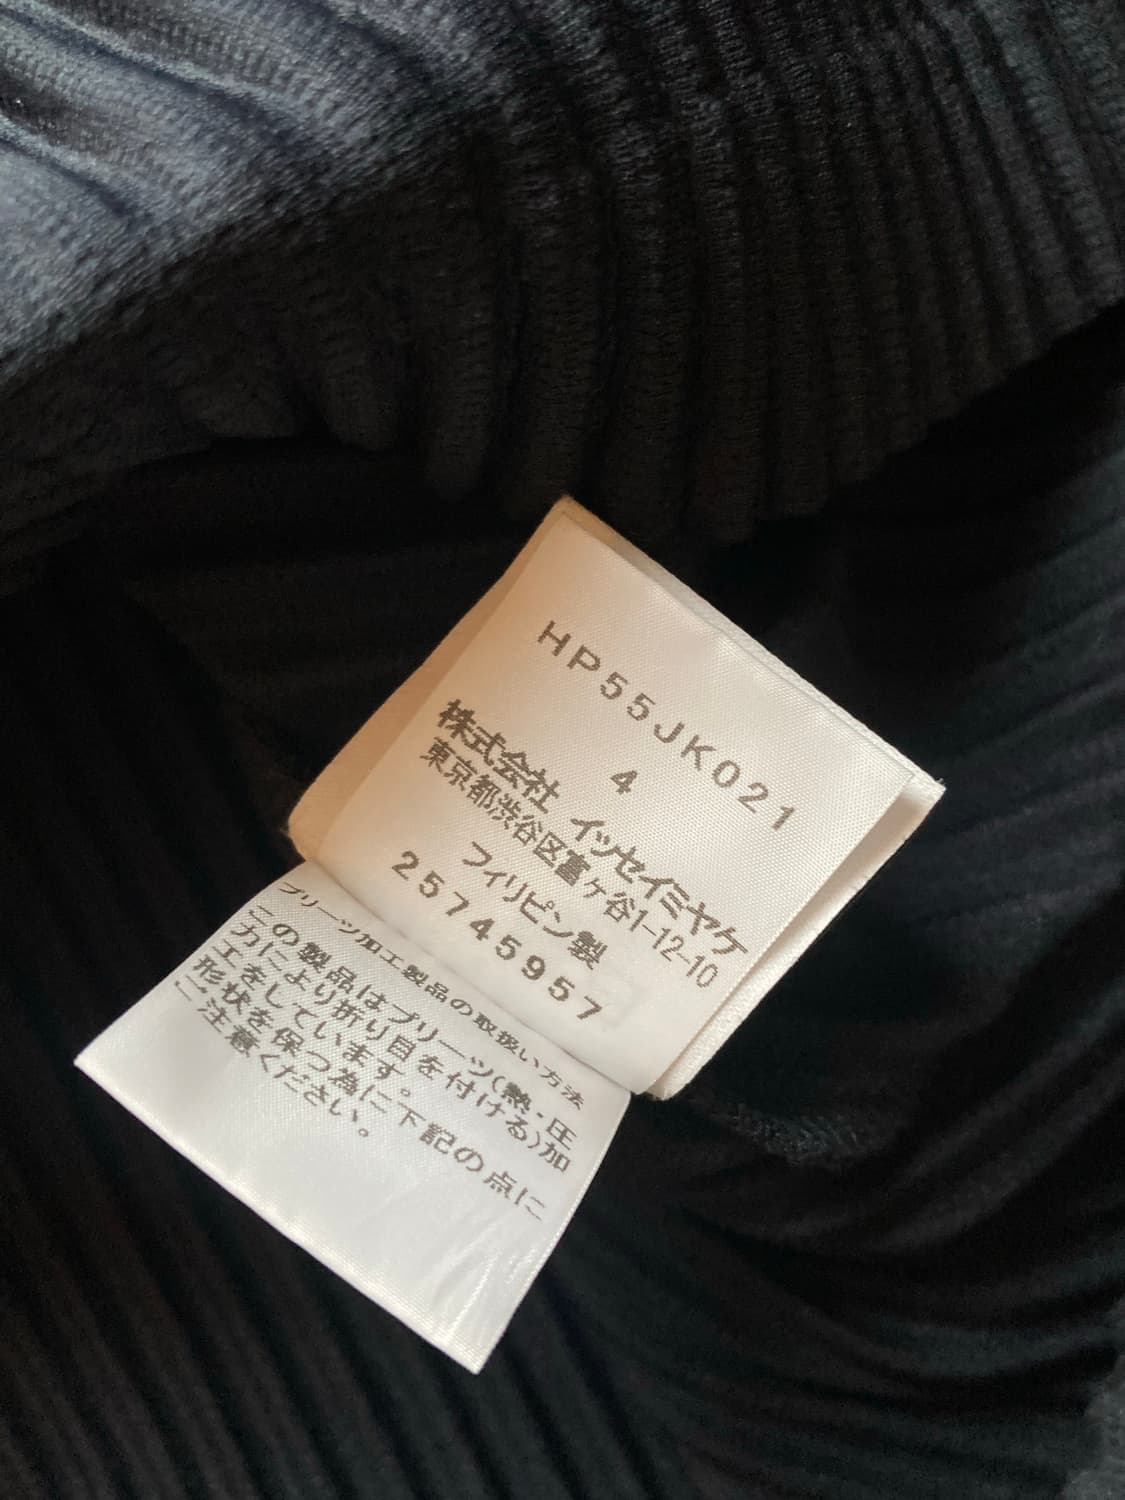 HP55JK021
4
株式会社 イッセイミヤケ
東京都渋谷区富ヶ谷1-12-10
フィリピン製
25745957
プリーツ加工製品の取扱い方法
この製品はプリーツ(熱・圧
力により折り目を付ける)加
工をしています。
形状を保つ為に下記の点に
ご注意ください。